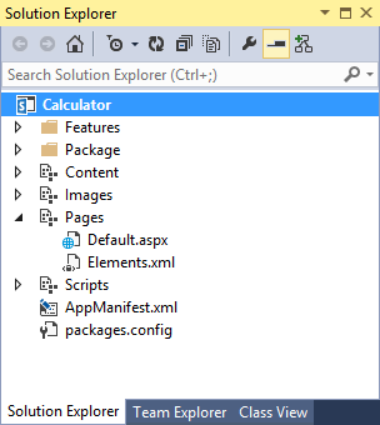 Solution Explorer
Search Solution Explorer (Ctrl+;)
Calculator
Features
Package
Content
Images
Pages
Default.aspx
Elements.xml
Scripts
AppManifest.xml
packages.config
Solution Explorer Team Explorer Class View